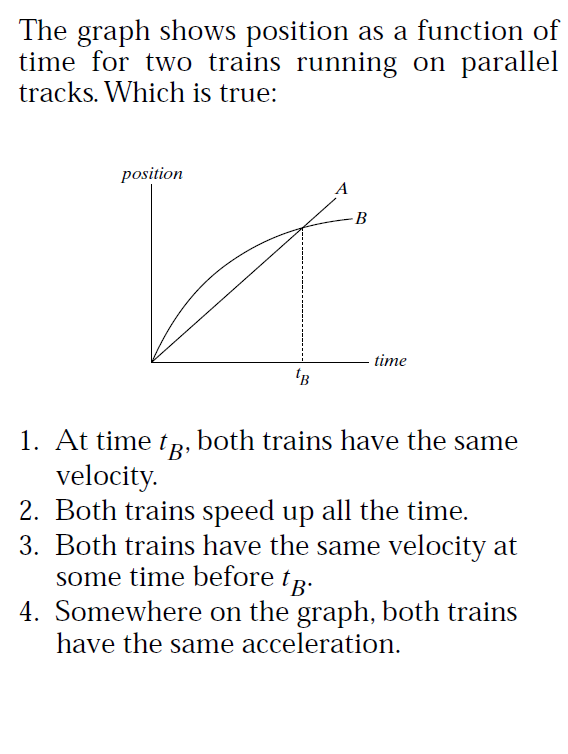 The graph shows position as a function of
time for two trains running on parallel
tracks. Which is true:
position
A
B
time
tB
1. At time tB, both trains have the same
velocity.
2. Both trains speed up all the time.
3. Both trains have the same velocity at
some time before tB.
4. Somewhere on the graph, both trains
have the same acceleration.